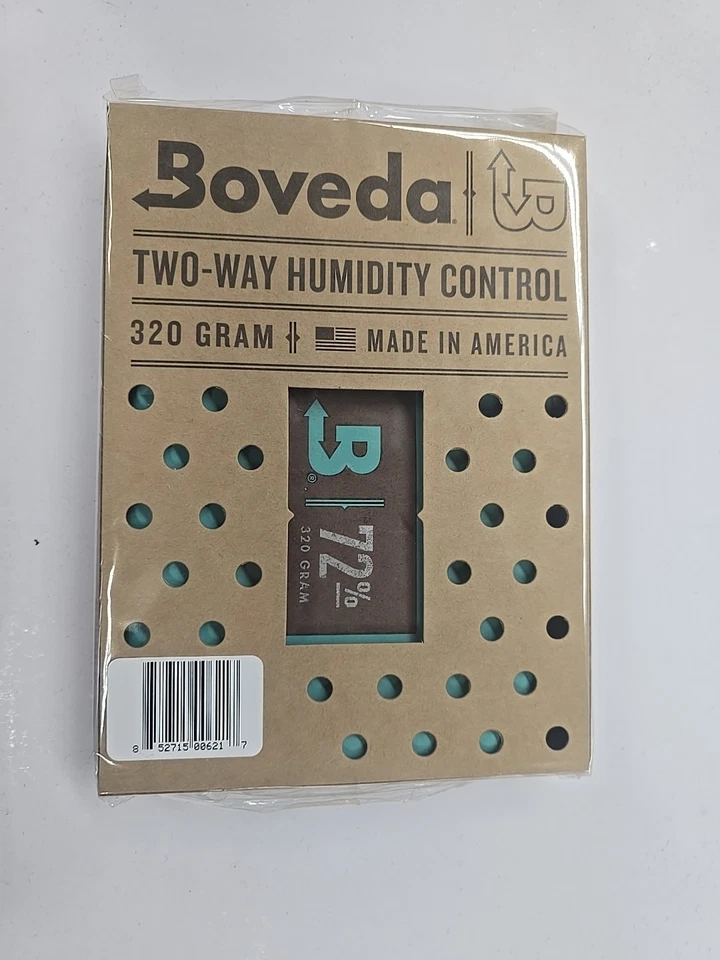 Boveda
B
TWO-WAY HUMIDITY CONTROL
320 GRAM MADE IN AMERICA
B®
72%
320 GRAM
8 52715 00621 7